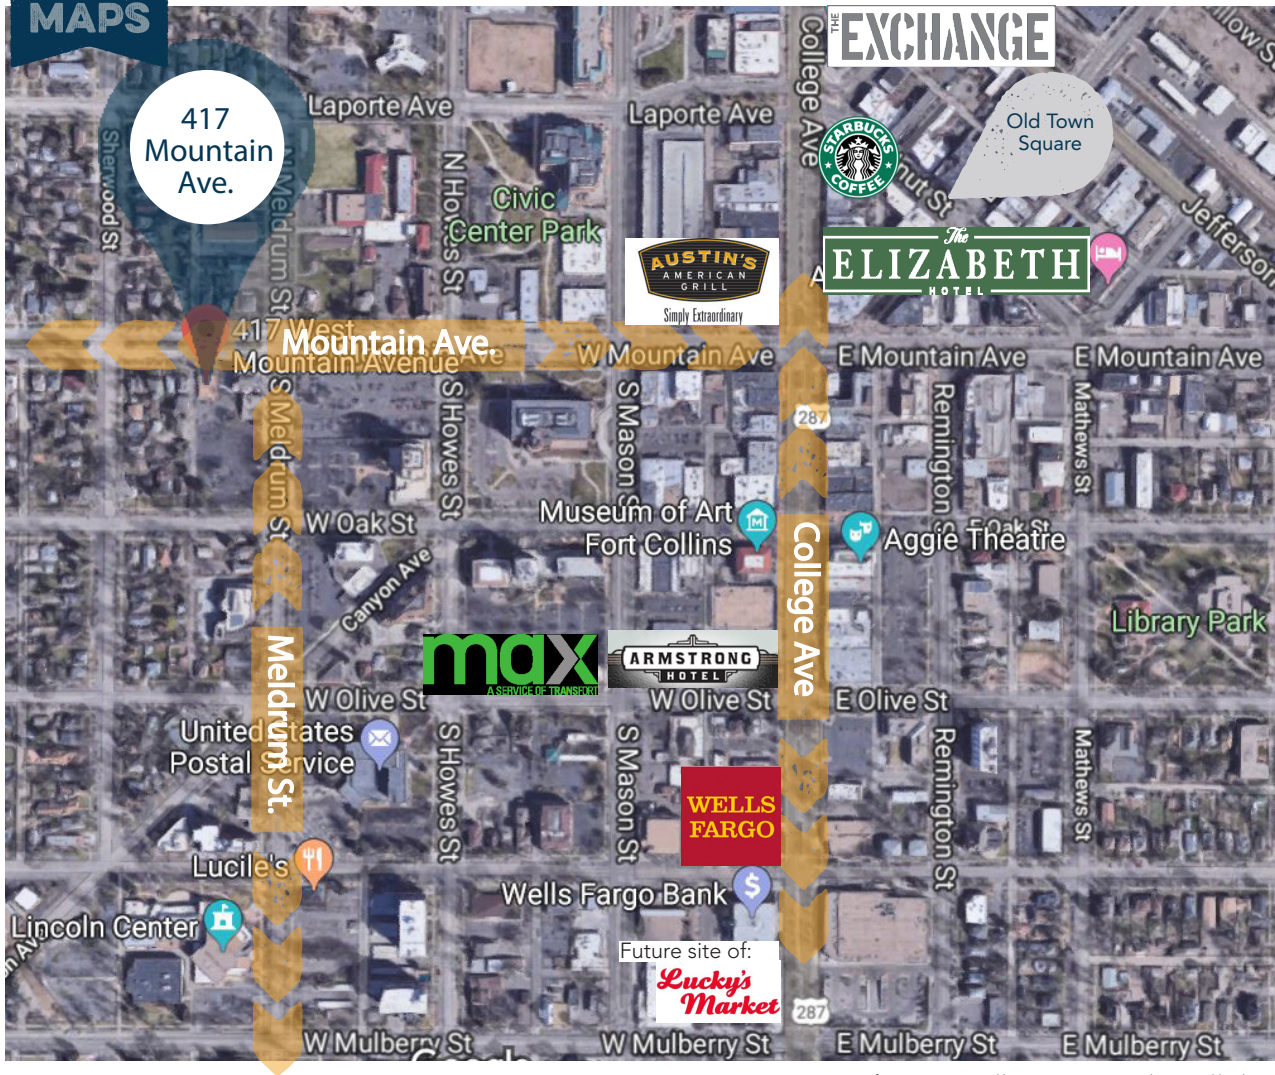 MAPS
THE EXCHANGE
417
Mountain
Ave.
Laporte Ave
Laporte Ave
College Ave
Old Town
Square
STARBUCKS
COFFEE
Sherwood St
N Meldrum St
N Howes St
Civic
Center Park
nut St
Jefferson
AUSTIN'S
AMERICAN
GRILL
Simply Extraordinary
The
ELIZABETH
HOTEL
417 West
Mountain Avenue
Mountain Ave.
W Mountain Ave
E Mountain Ave
E Mountain Ave
287
S Meldrum St
S Howes St
S Mason St
Remington
Mathews St
W Oak St
Canyon Ave
Museum of Art
Fort Collins
College Ave
E Oak St
Aggie Theatre
Library Park
max
A SERVICE OF TRANSFORT
ARMSTRONG
HOTEL
Meldrum St.
W Olive St
W Olive St
E Olive St
United States
Postal Service
S Howes St
S Mason St
Remington St
Mathews St
WELLS
FARGO
Lucile's
Wells Fargo Bank
Lincoln Center
Future site of:
Lucky's
Market
287
W Mulberry St
W Mulberry St
E Mulberry St
E Mulberry St
Google